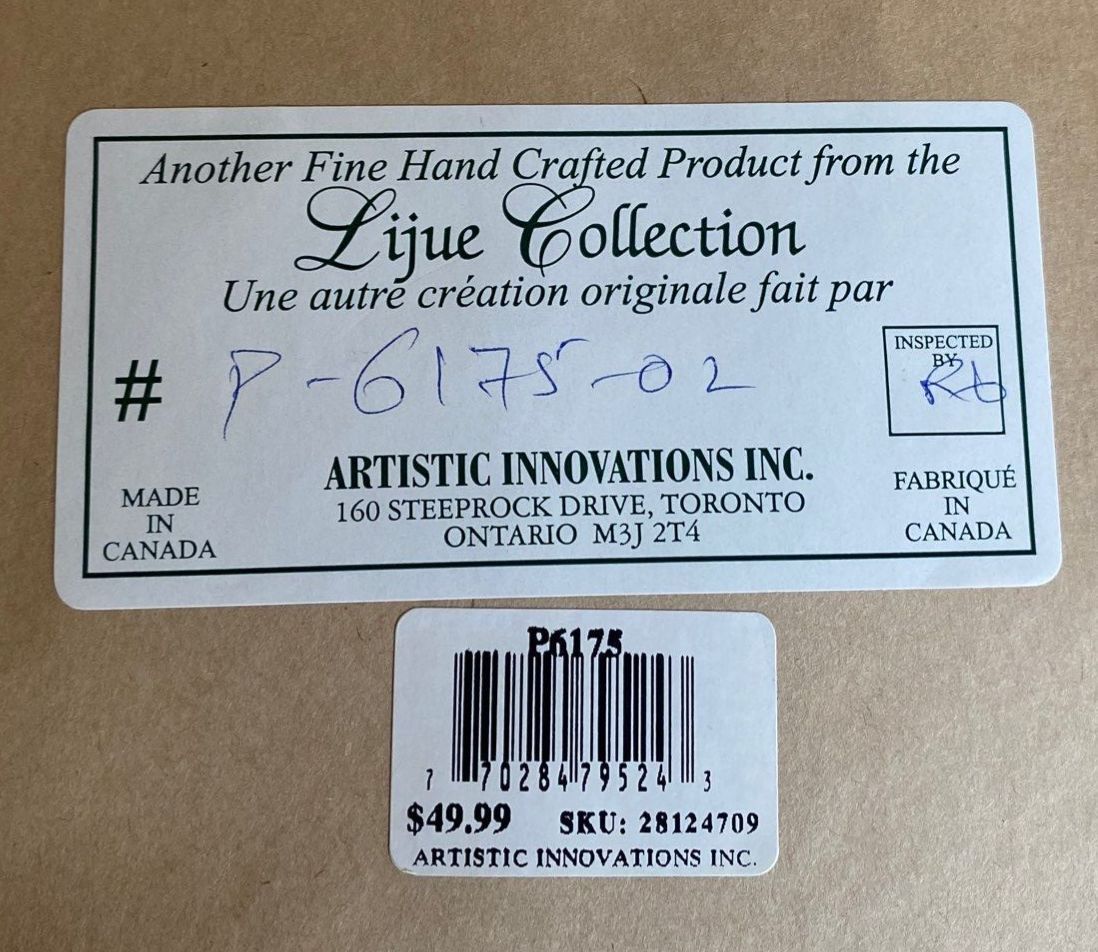 Another Fine Hand Crafted Product from the
Lijue Collection
Une autre création originale fait par
# P-6175-02
INSPECTED
BY
ARTISTIC INNOVATIONS INC.
160 STEEPROCK DRIVE, TORONTO
ONTARIO M3J 2T4
MADE
IN
CANADA
FABRIQUÉ
IN
CANADA
P6175
7 70284 79524 3
$49.99 SKU: 28124709
ARTISTIC INNOVATIONS INC.